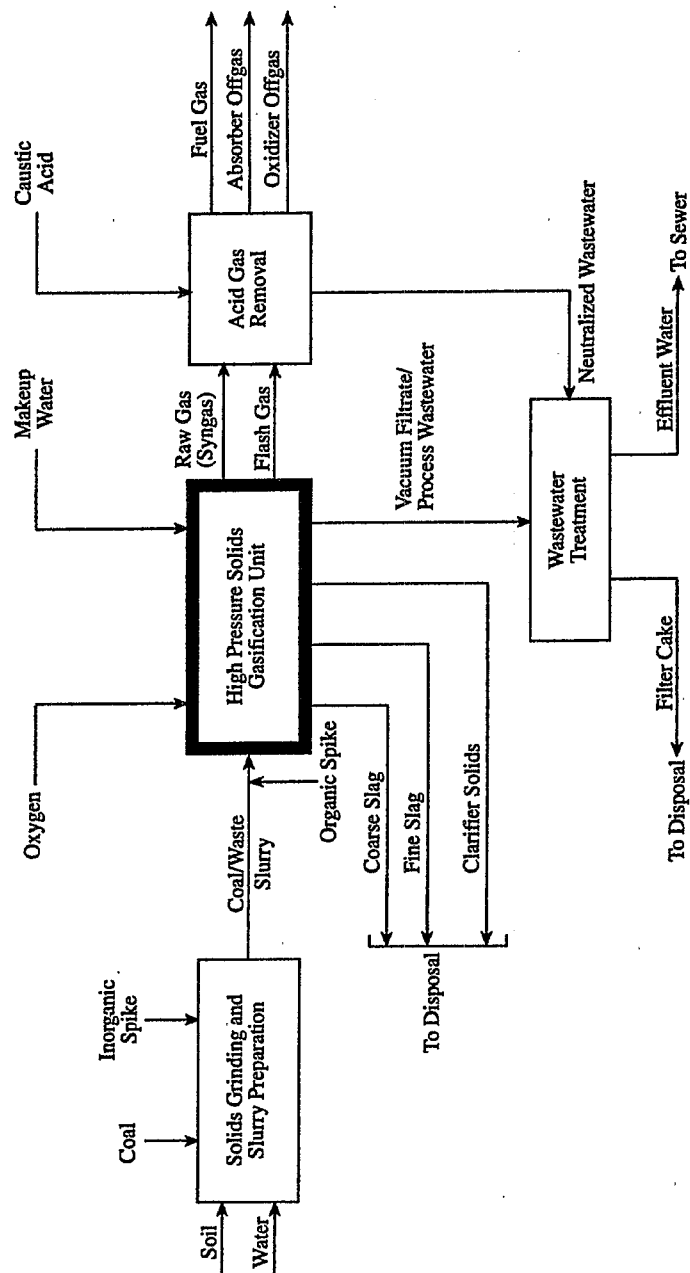 Soil
Water
Coal
Inorganic
Spike
Solids Grinding and
Slurry Preparation
Coal/Waste
Slurry
Organic Spike
Oxygen
Makeup
Water
High Pressure Solids
Gasification Unit
Coarse Slag
Fine Slag
Clarifier Solids
To Disposal
Raw Gas
(Syngas)
Flash Gas
Vacuum Filtrate/
Process Wastewater
Caustic
Acid
Acid Gas
Removal
Fuel Gas
Absorber Offgas
Oxidizer Offgas
Neutralized Wastewater
Wastewater
Treatment
Filter Cake
To Disposal
Effluent Water
To Sewer